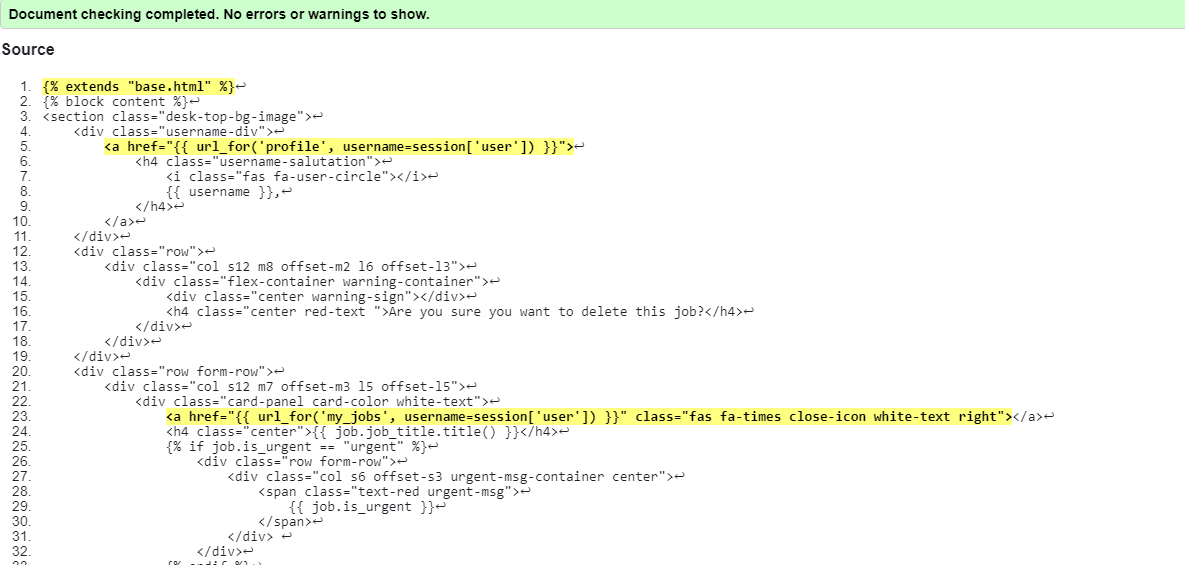 Document checking completed. No errors or warnings to show.
Source
1. {% extends "base.html" %}↩
2. {% block content %}↩
3. <section class="desk-top-bg-image">↩
4. <div class="username-div">↩
5. <a href="{{ url_for('profile', username=session['user']) }}">↩
6. <h4 class="username-salutation">↩
7. <i class="fas fa-user-circle"></i>↩
8. {{ username }},↩
9. </h4>↩
10. </a>↩
11. </div>↩
12. <div class="row">↩
13. <div class="col s12 m8 offset-m2 l6 offset-l3">↩
14. <div class="flex-container warning-container">↩
15. <div class="center warning-sign"></div>↩
16. <h4 class="center red-text ">Are you sure you want to delete this job?</h4>↩
17. </div>↩
18. </div>↩
19. </div>↩
20. <div class="row form-row">↩
21. <div class="col s12 m7 offset-m3 l5 offset-l5">↩
22. <div class="card-panel card-color white-text">↩
23. <a href="{{ url_for('my_jobs', username=session['user']) }}" class="fas fa-times close-icon white-text right"></a>↩
24. <h4 class="center">{{ job.job_title.title() }}</h4>↩
25. {% if job.is_urgent == "urgent" %}↩
26. <div class="row form-row">↩
27. <div class="col s6 offset-s3 urgent-msg-container center">↩
28. <span class="text-red urgent-msg">↩
29. {{ job.is_urgent }}↩
30. </span>↩
31. </div> ↩
32. </div>↩